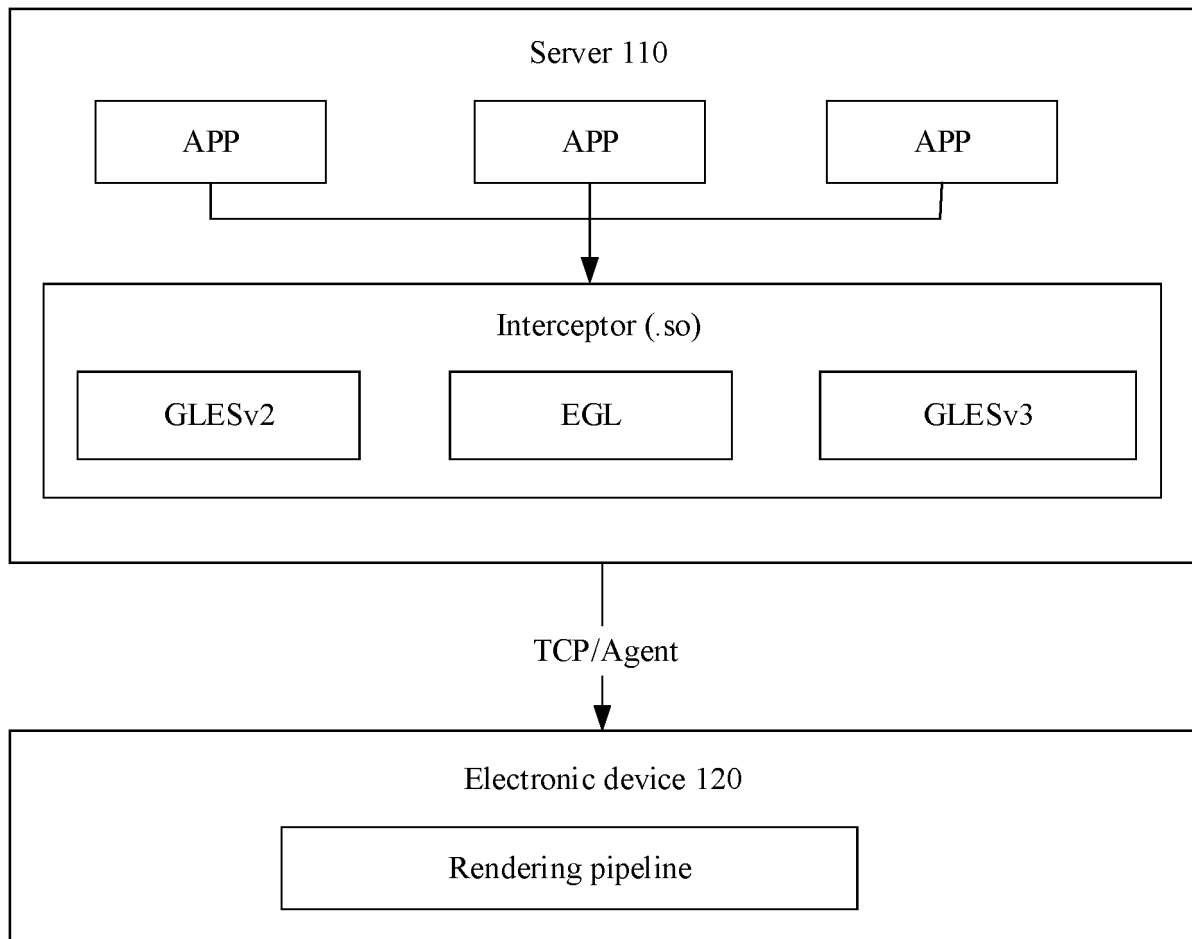 Server 110
APP
APP
APP
Interceptor (.so)
GLESv2
EGL
GLESv3
TCP/Agent
Electronic device 120
Rendering pipeline